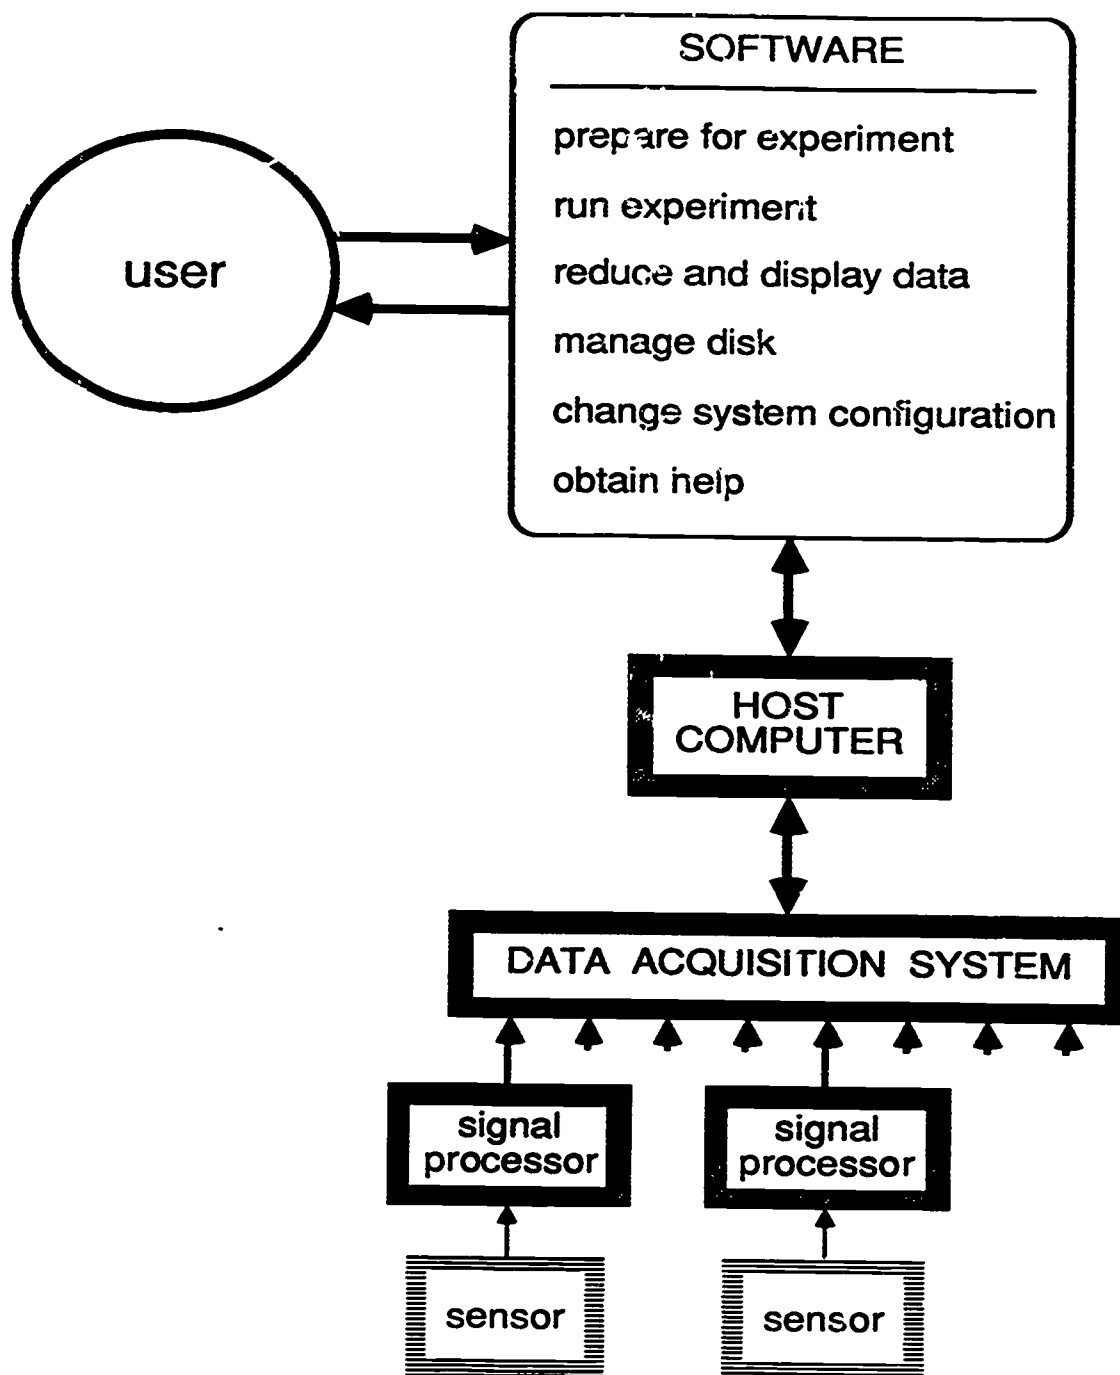 SOFTWARE
prepare for experiment
run experiment
user
reduce and display data
manage disk
change system configuration
obtain help
HOST
COMPUTER
DATA ACQUISITION SYSTEM
signal
processor
signal
processor
sensor
sensor